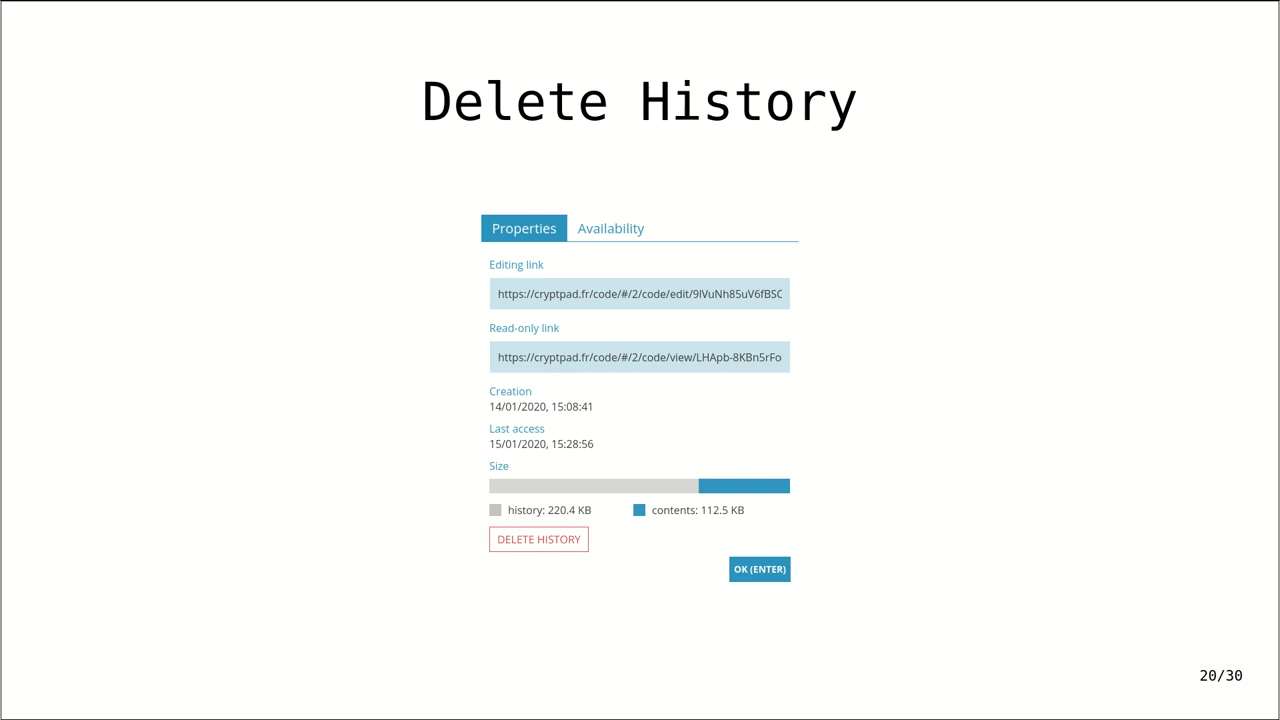 Delete History
Properties Availability
Editing link
https://cryptpad.fr/code/#/2/code/edit/9IVuNh85uV6fBSC
Read-only link
https://cryptpad.fr/code/#/2/code/view/LHApb-8KBn5rFo
Creation
14/01/2020, 15:08:41
Last access
15/01/2020, 15:28:56
Size
history: 220.4 KB contents: 112.5 KB
DELETE HISTORY
OK (ENTER)
20/30